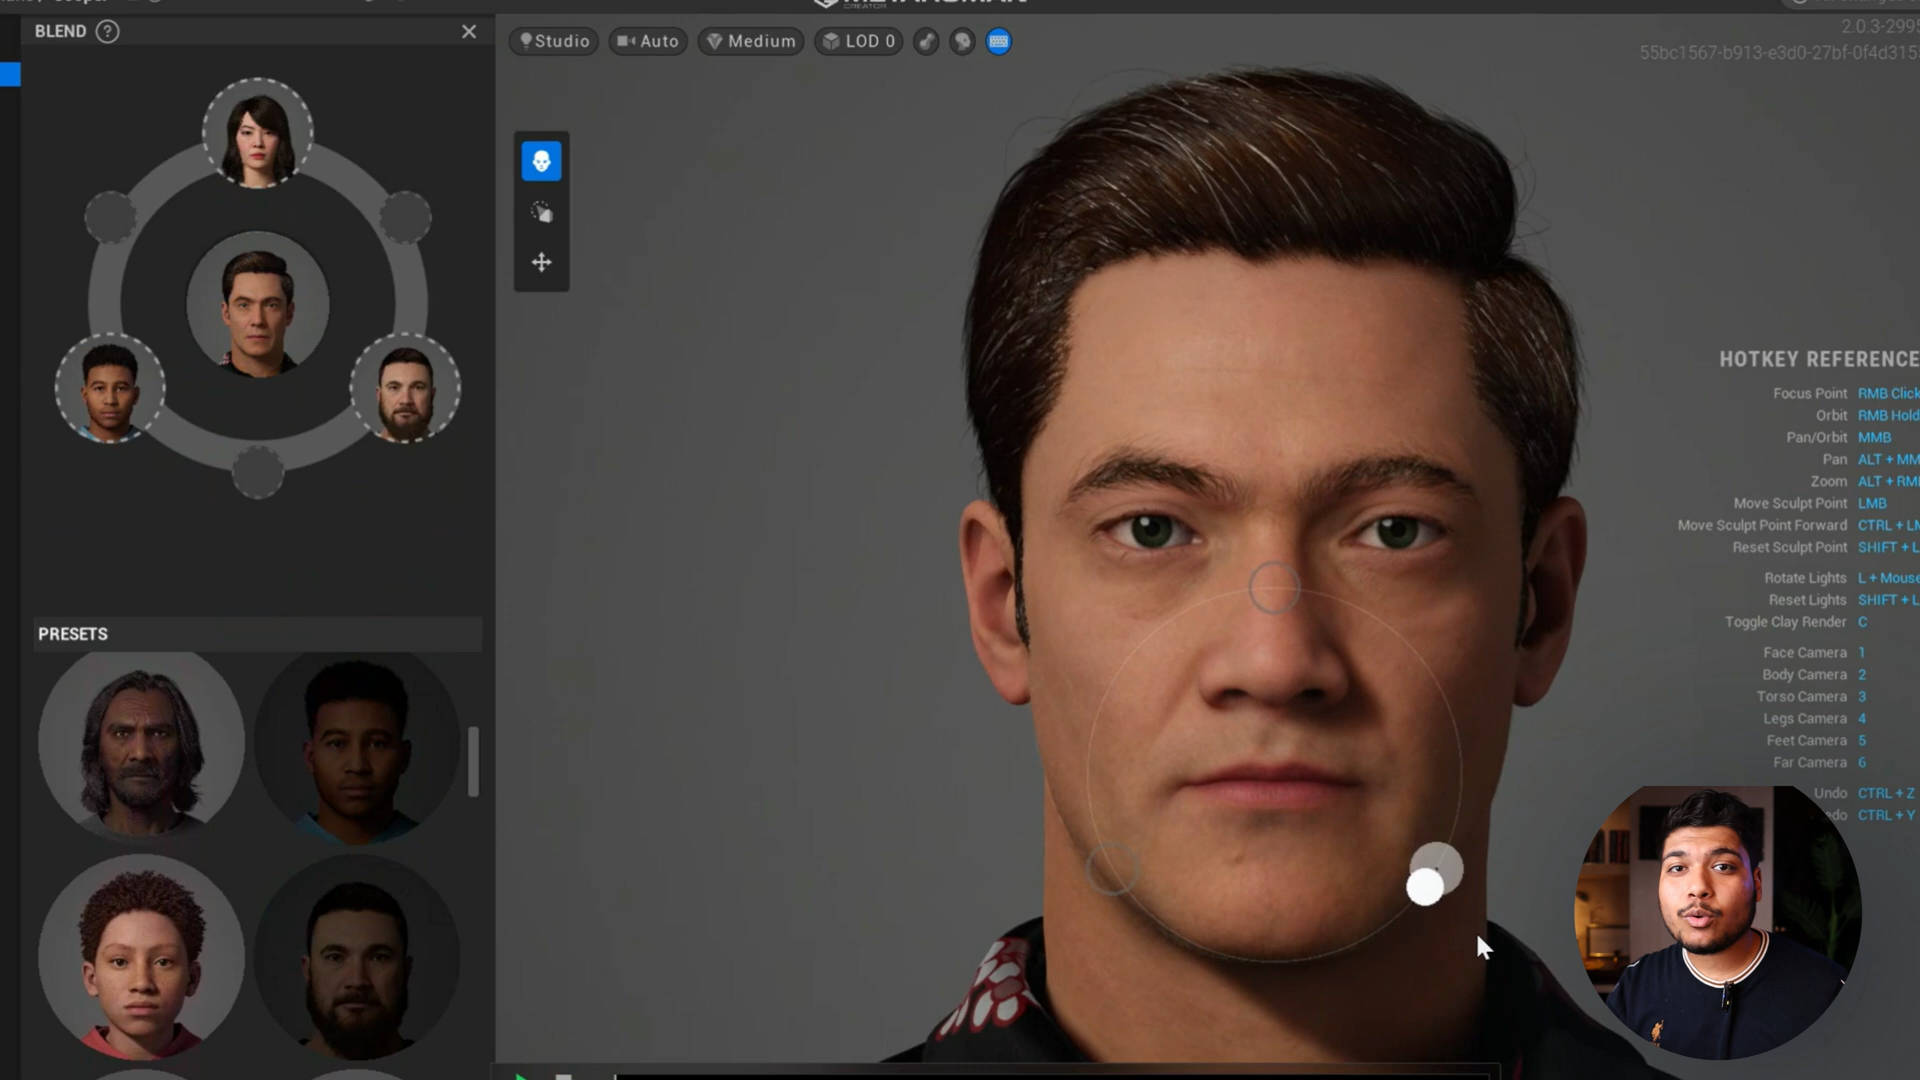 BLEND ?
Studio
Auto
Medium
LOD 0
CREATOR
2.0.3-2995
55bc1567-b913-e3d0-27bf-0f4d315
HOTKEY REFERENCE
Focus Point RMB Click
Orbit RMB Hold
Pan/Orbit MMB
Pan ALT + MM
Zoom ALT + RM
Move Sculpt Point LMB
Move Sculpt Point Forward CTRL + LM
Reset Sculpt Point SHIFT + L
Rotate Lights L + Mouse
Reset Lights SHIFT + L
Toggle Clay Render C
Face Camera 1
Body Camera 2
Torso Camera 3
Legs Camera 4
Feet Camera 5
Far Camera 6
Undo CTRL + Z
edo CTRL + Y
PRESETS